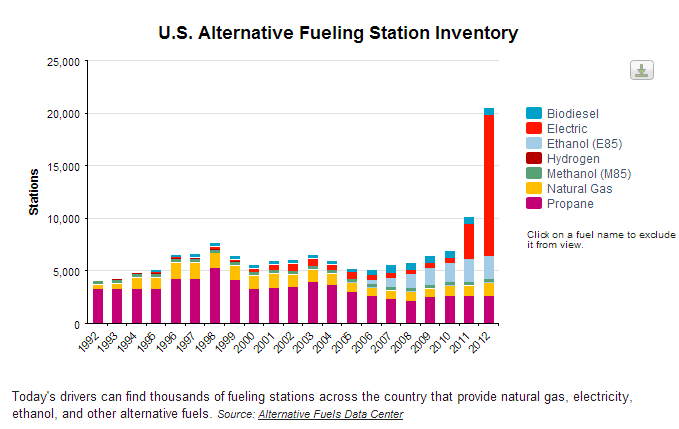 U.S. Alternative Fueling Station Inventory
25,000
20,000
15,000
10,000
5,000
0
Stations
1992 1993 1994 1995 1996 1997 1998 1999 2000 2001 2002 2003 2004 2005 2006 2007 2008 2009 2010 2011 2012
Biodiesel
Electric
Ethanol (E85)
Hydrogen
Methanol (M85)
Natural Gas
Propane
Click on a fuel name to exclude
it from view.
Today's drivers can find thousands of fueling stations across the country that provide natural gas, electricity,
ethanol, and other alternative fuels. Source: Alternative Fuels Data Center